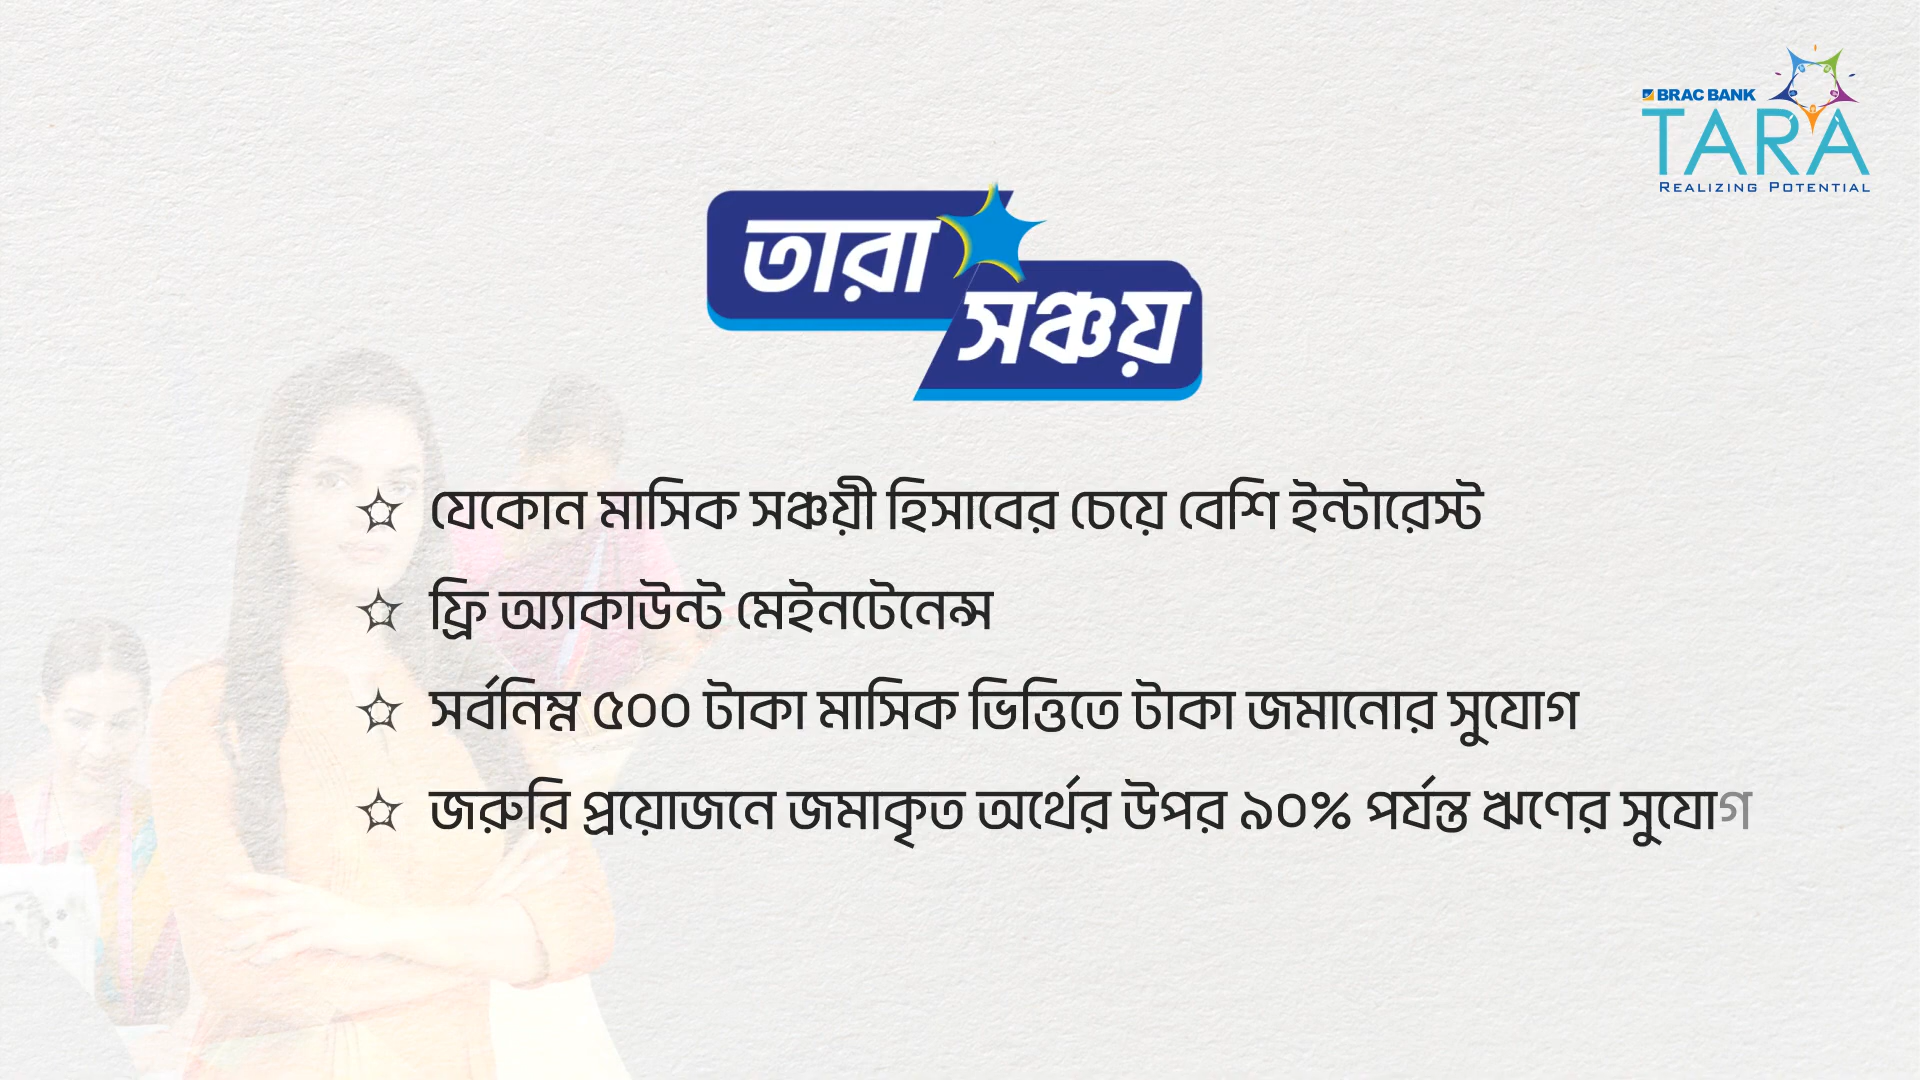 BRAC BANK
TARA
REALIZING POTENTIAL
তারা
সঞ্চয়
যেকোন মাসিক সঞ্চয়ী হিসাবের চেয়ে বেশি ইন্টারেস্ট
ফ্রি অ্যাকাউন্ট মেইনটেনেন্স
সর্বনিম্ন ৫০০ টাকা মাসিক ভিত্তিতে টাকা জমানোর সুযোগ
জরুরি প্রয়োজনে জমাকৃত অর্থের উপর ৯০% পর্যন্ত ঋণের সুযোগ